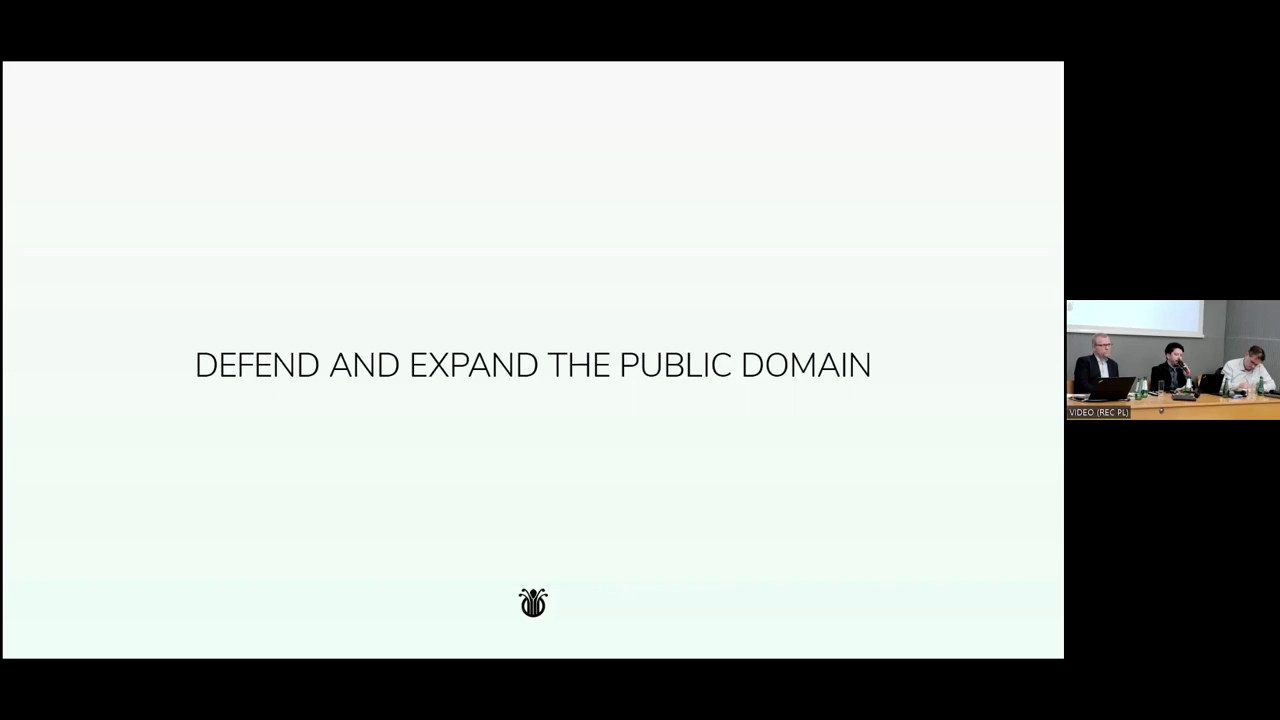 DEFEND AND EXPAND THE PUBLIC DOMAIN
VIDEO (REC PL)